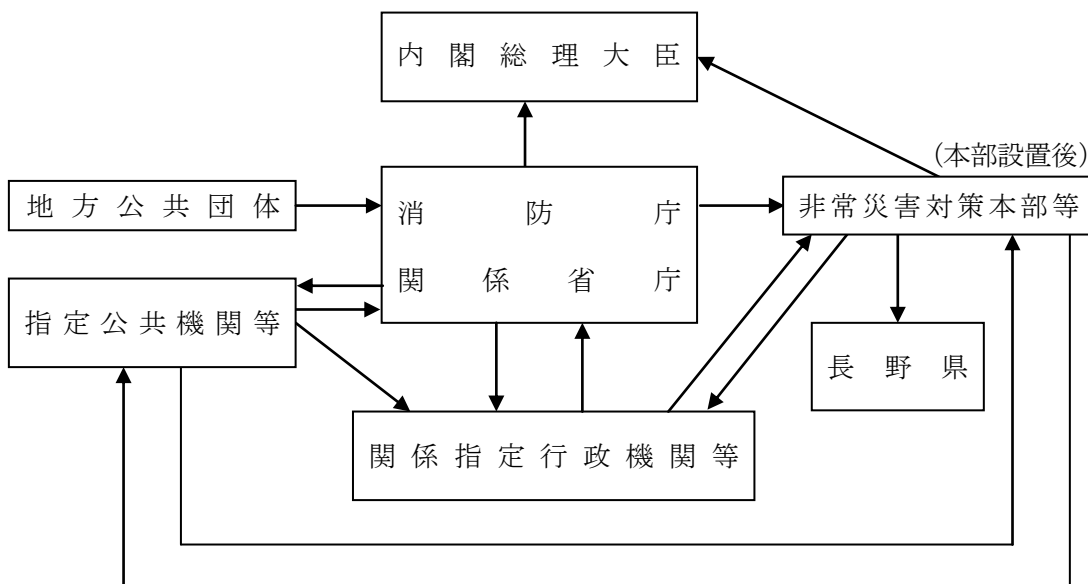 内閣総理大臣
(本部設置後)
地方公共団体
消防庁
関係省庁
非常災害対策本部等
指定公共機関等
長野県
関係指定行政機関等